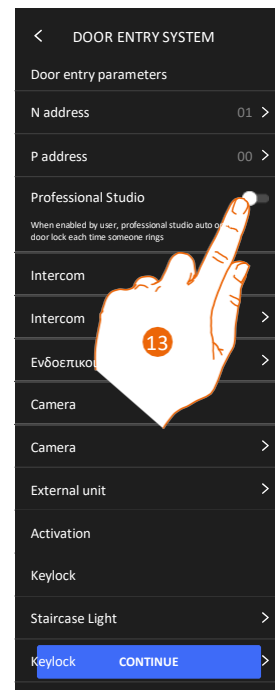 < DOOR ENTRY SYSTEM
Door entry parameters
N address 01 >
P address 00 >
Professional Studio
When enabled by user, professional studio auto
door lock each time someone rings
Intercom
Intercom >
13
Camera
Camera >
External unit >
Activation
Keylock
Staircase Light >
Keylock CONTINUE >